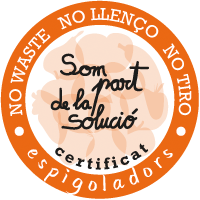 NO WASTE NO LLENÇO NO TIRO
Som
part
de la
solució
certificat
espigoladors